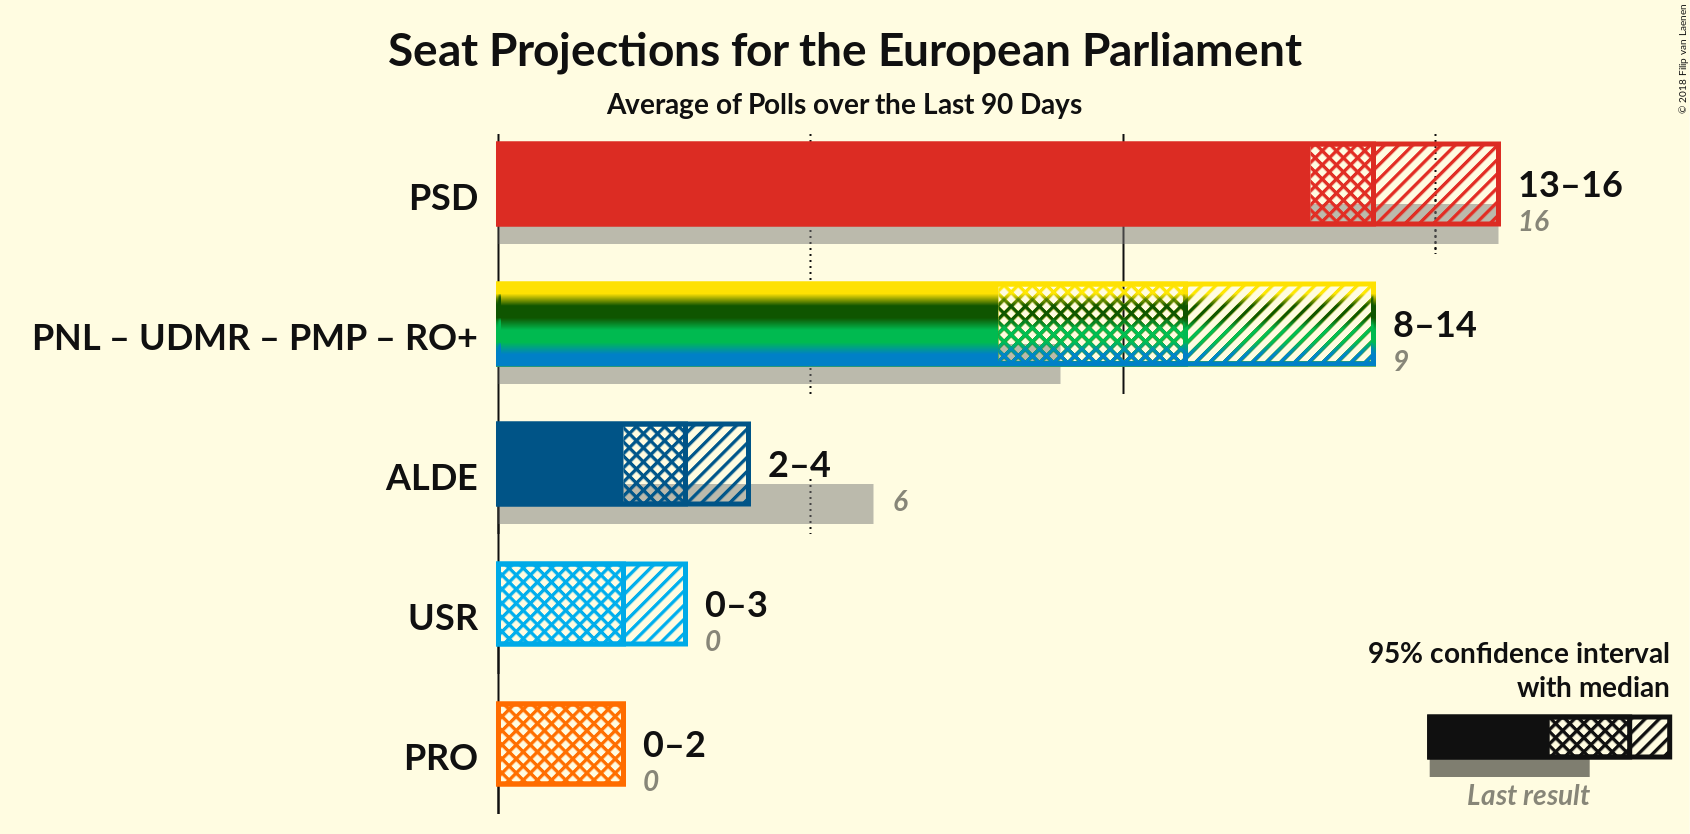 Seat Projections for the European Parliament
Average of Polls over the Last 90 Days
© 2018 Filip van Laenen
PSD
13–16
16
PNL – UDMR – PMP – RO+
8–14
9
ALDE
2–4
6
USR
0–3
0
PRO
0–2
0
95% confidence interval
with median
Last result